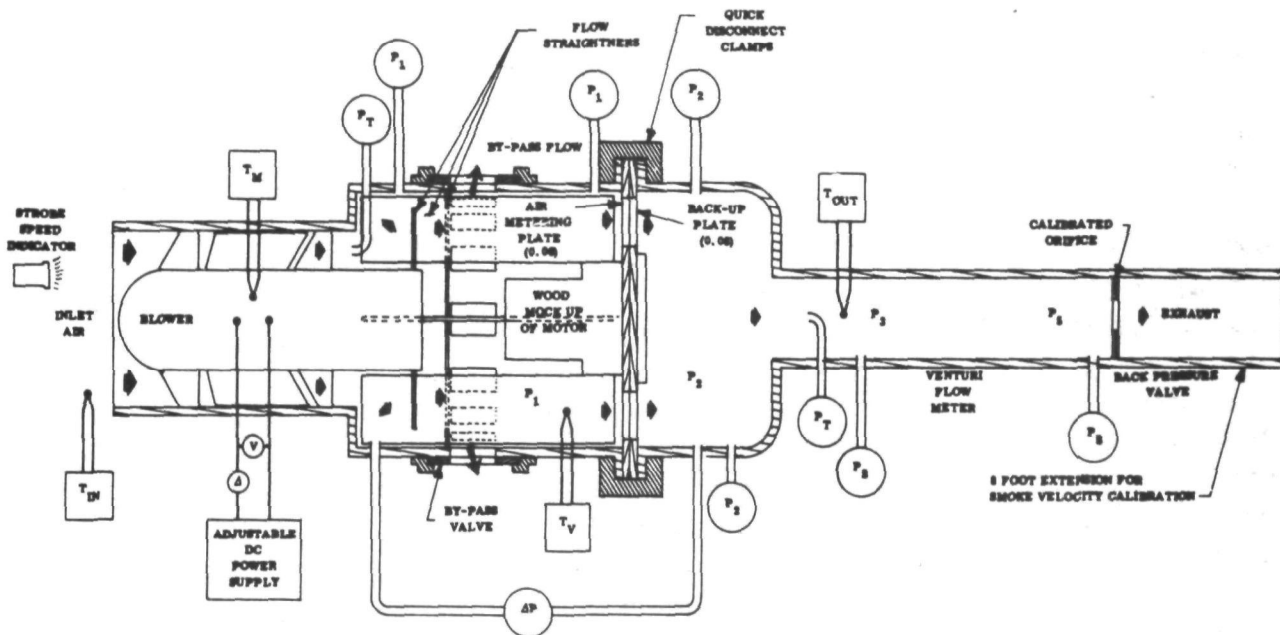 QUICK
DISCONNECT
CLAMPS
FLOW
STRAIGHTNERS
P1
PT
P1
P2
BY-PASS FLOW
TM
TOUT
STROBE
SPEED
INDICATOR
AIR
METERING
PLATE
(0.06)
BACK-UP
PLATE
(0.06)
CALIBRATED
ORIFICE
INLET
AIR
BLOWER
WOOD
MOCK UP
OF MOTOR
P3
P5
EXHAUST
P2
P1
VENTURI
FLOW
METER
BACK PRESSURE
VALVE
PT
PS
PS
V
Δ
TIN
TV
P2
8 FOOT EXTENSION FOR
SMOKE VELOCITY CALIBRATION
BY-PASS
VALVE
ADJUSTABLE
DC
POWER
SUPPLY
ΔP